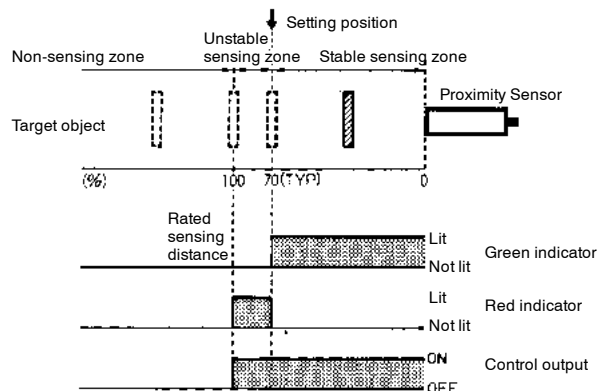 Setting position
Unstable
Non-sensing zone sensing zone Stable sensing zone
Proximity Sensor
Target object
(%) 100 70(TYP) 0
Rated
sensing
distance
Lit
Green indicator
Not lit
Lit
Red indicator
Not lit
ON
Control output
OFF